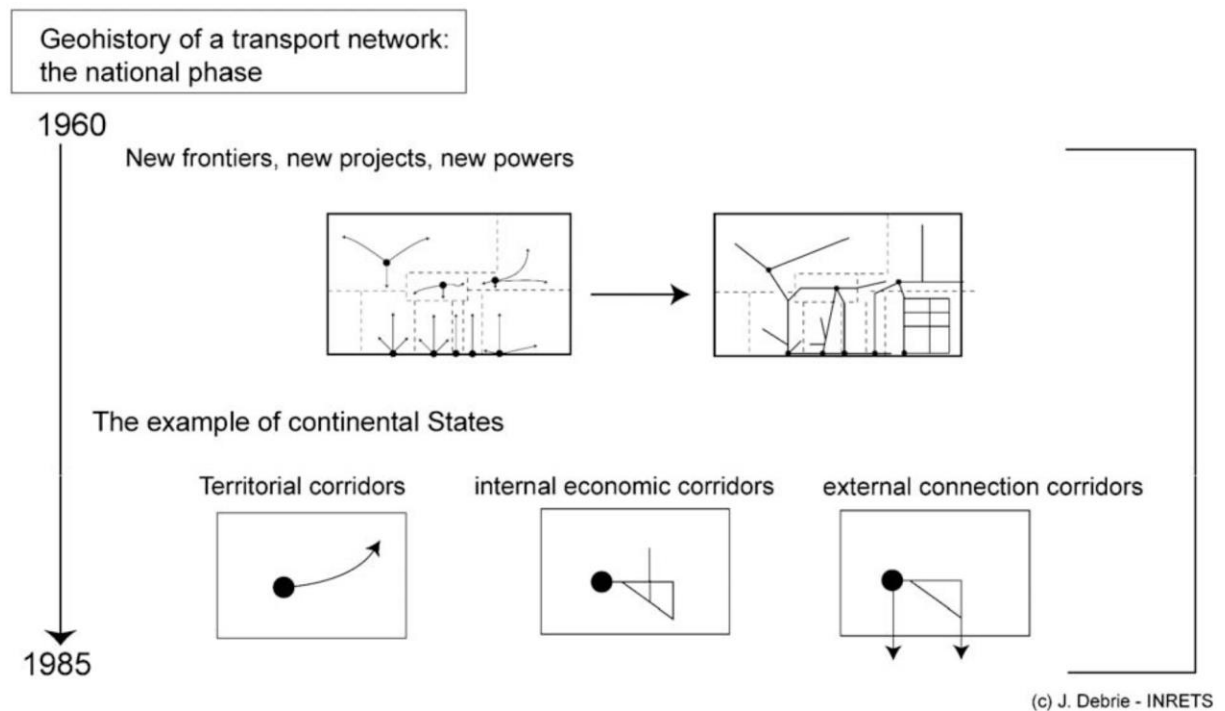 Geohistory of a transport network:
the national phase
1960
New frontiers, new projects, new powers
The example of continental States
Territorial corridors
internal economic corridors
external connection corridors
1985
(c) J. Debrie - INRETS